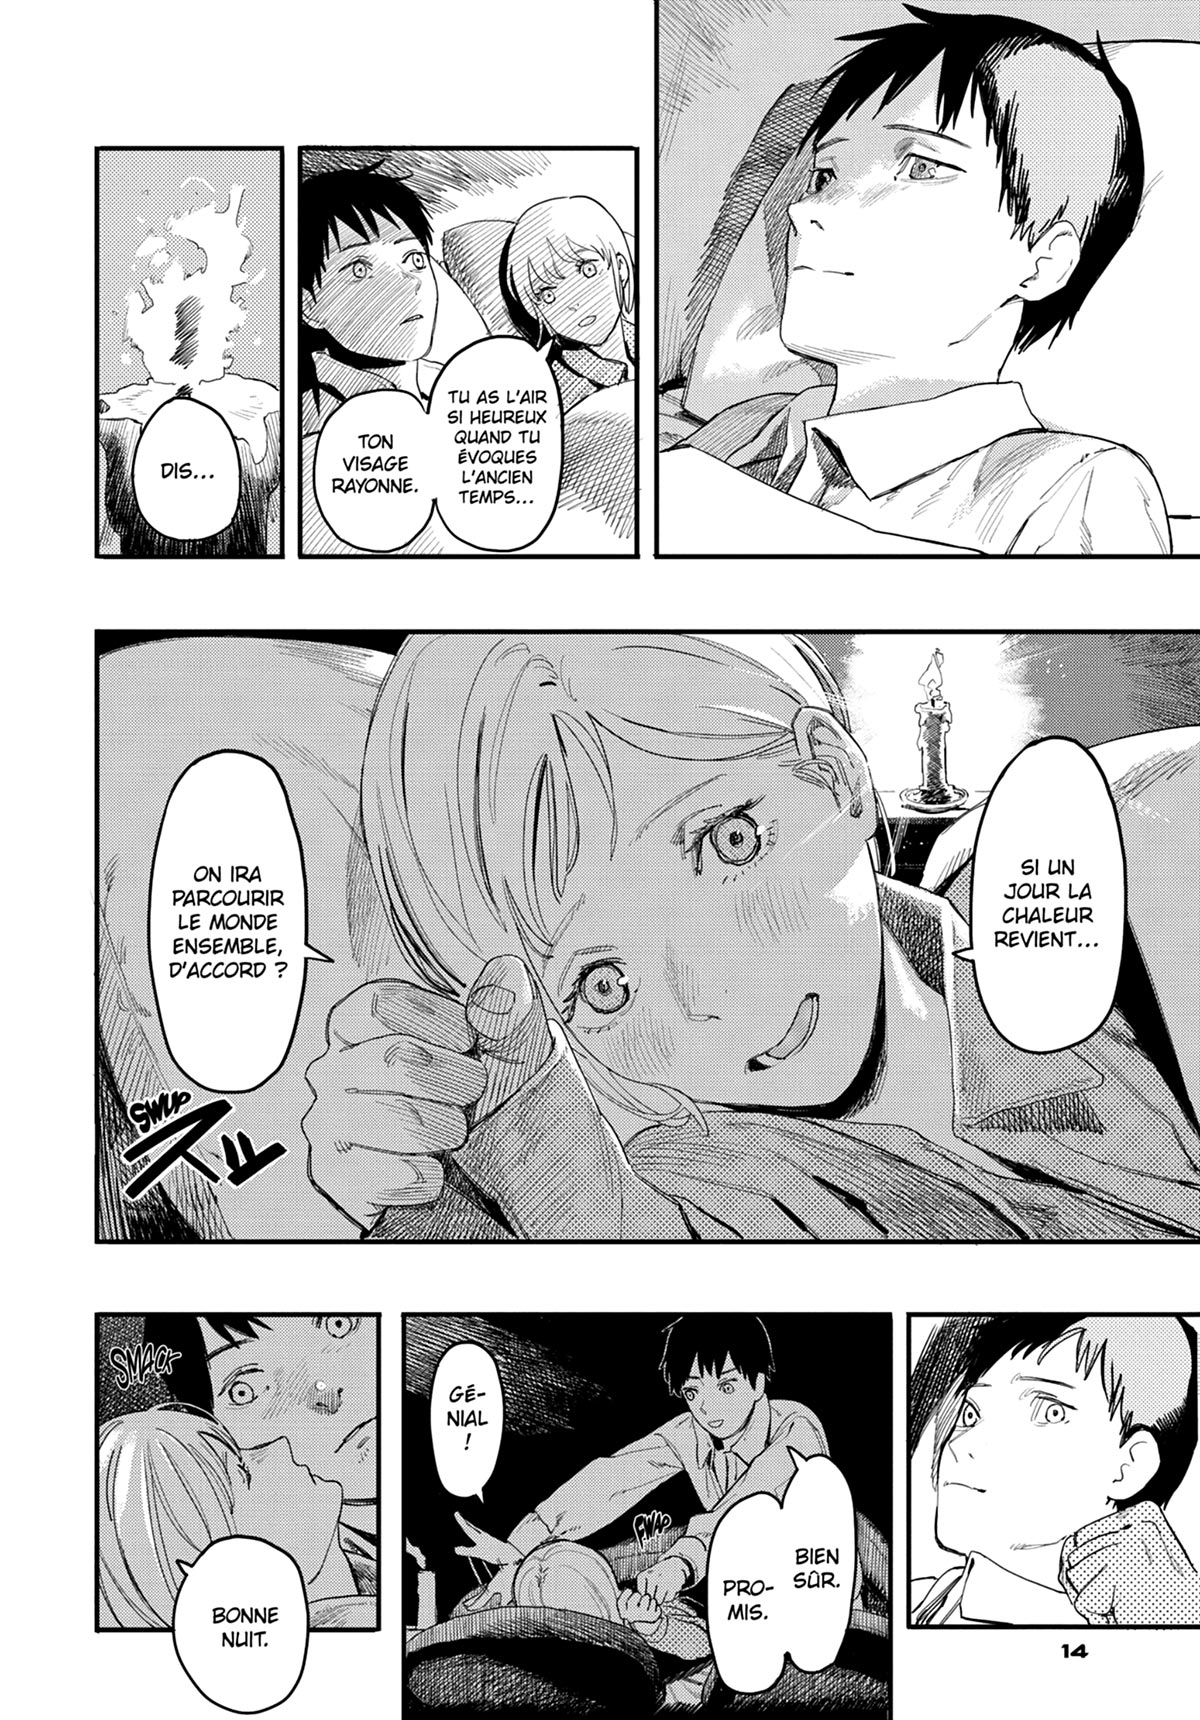 TU AS L'AIR
SI HEUREUX
QUAND TU
ÉVOQUES
L'ANCIEN
TEMPS...
TON
VISAGE
RAYONNE.
DIS...
SI UN
JOUR LA
CHALEUR
REVIENT...
ON IRA
PARCOURIR
LE MONDE
ENSEMBLE,
D'ACCORD ?
SWUP
スッ
BIEN
SÛR.
PRO-
MIS.
FWAP
GÉ-
NIAL
!
SMACK
BONNE
NUIT.
14